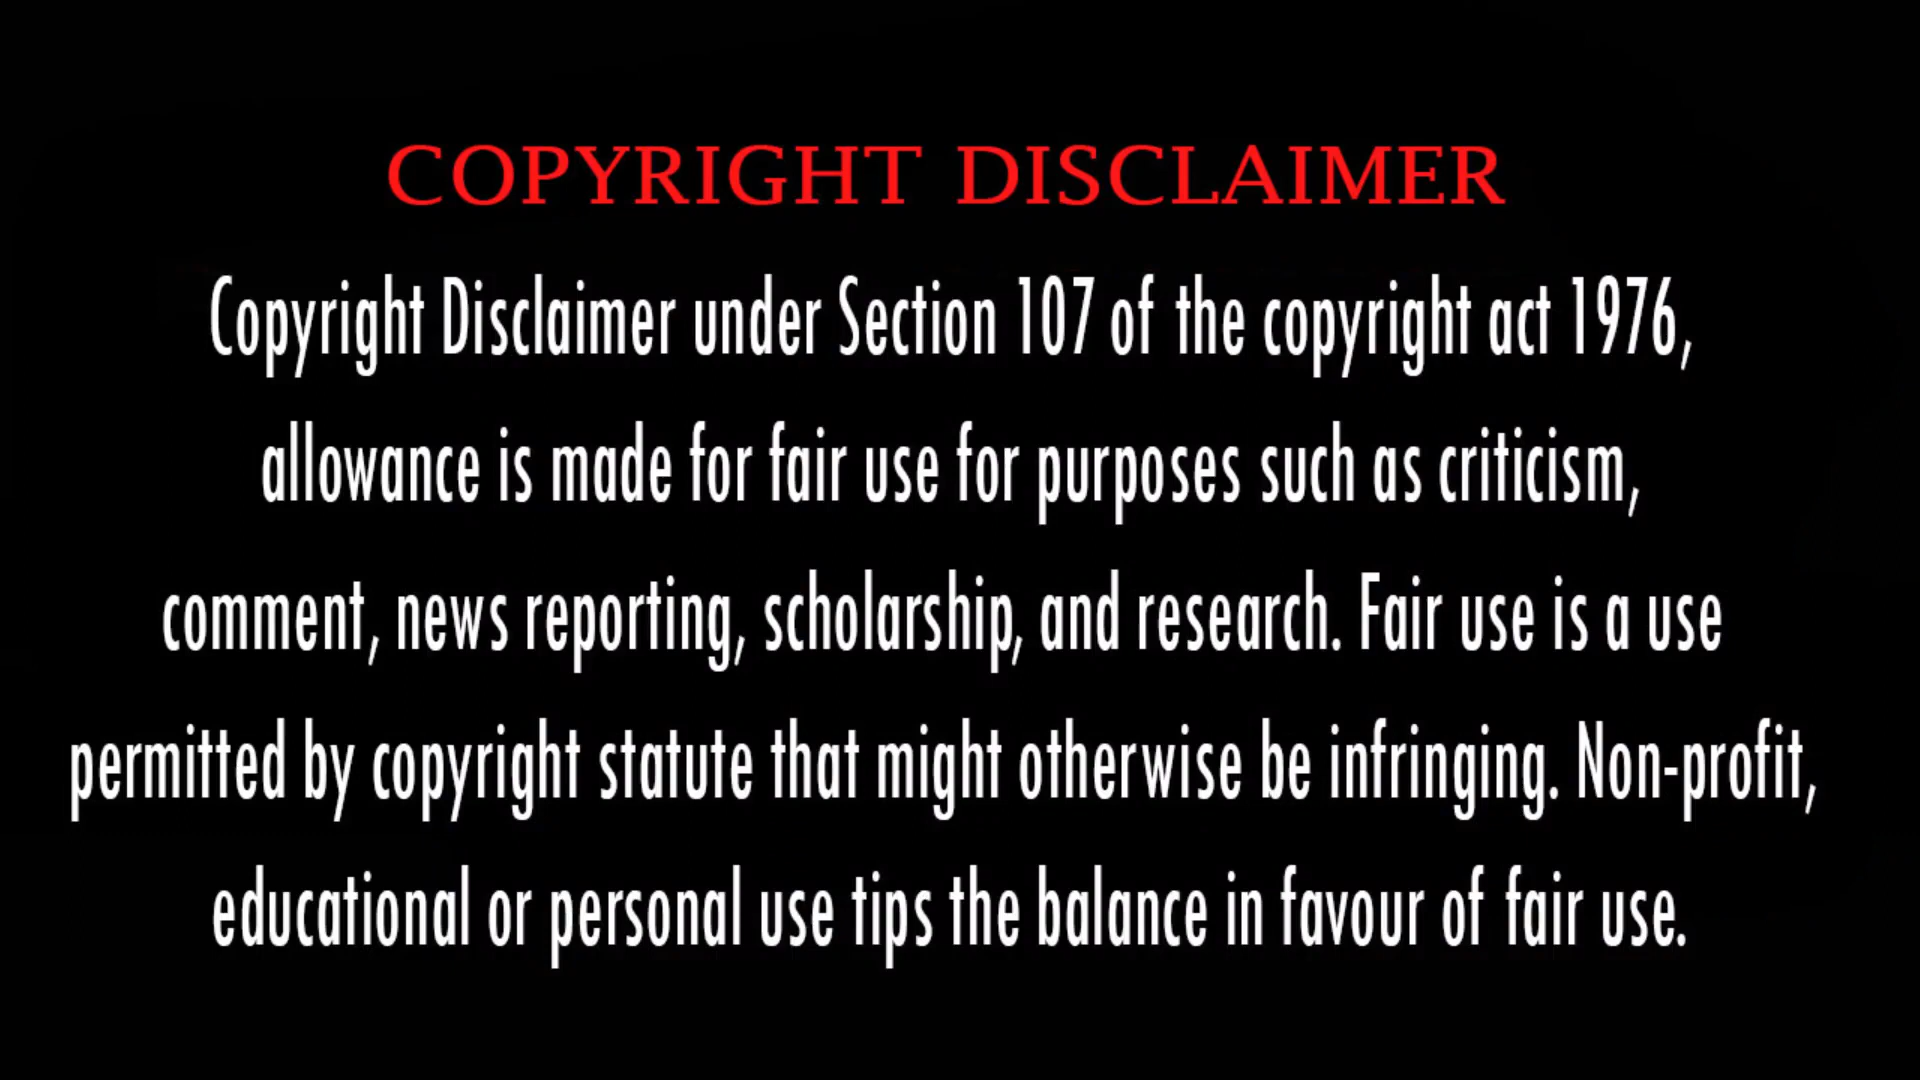 COPYRIGHT DISCLAIMER
Copyright Disclaimer under Section 107 of the copyright act 1976,
allowance is made for fair use for purposes such as criticism,
comment, news reporting, scholarship, and research. Fair use is a use
permitted by copyright statute that might otherwise be infringing. Non-profit,
educational or personal use tips the balance in favour of fair use.